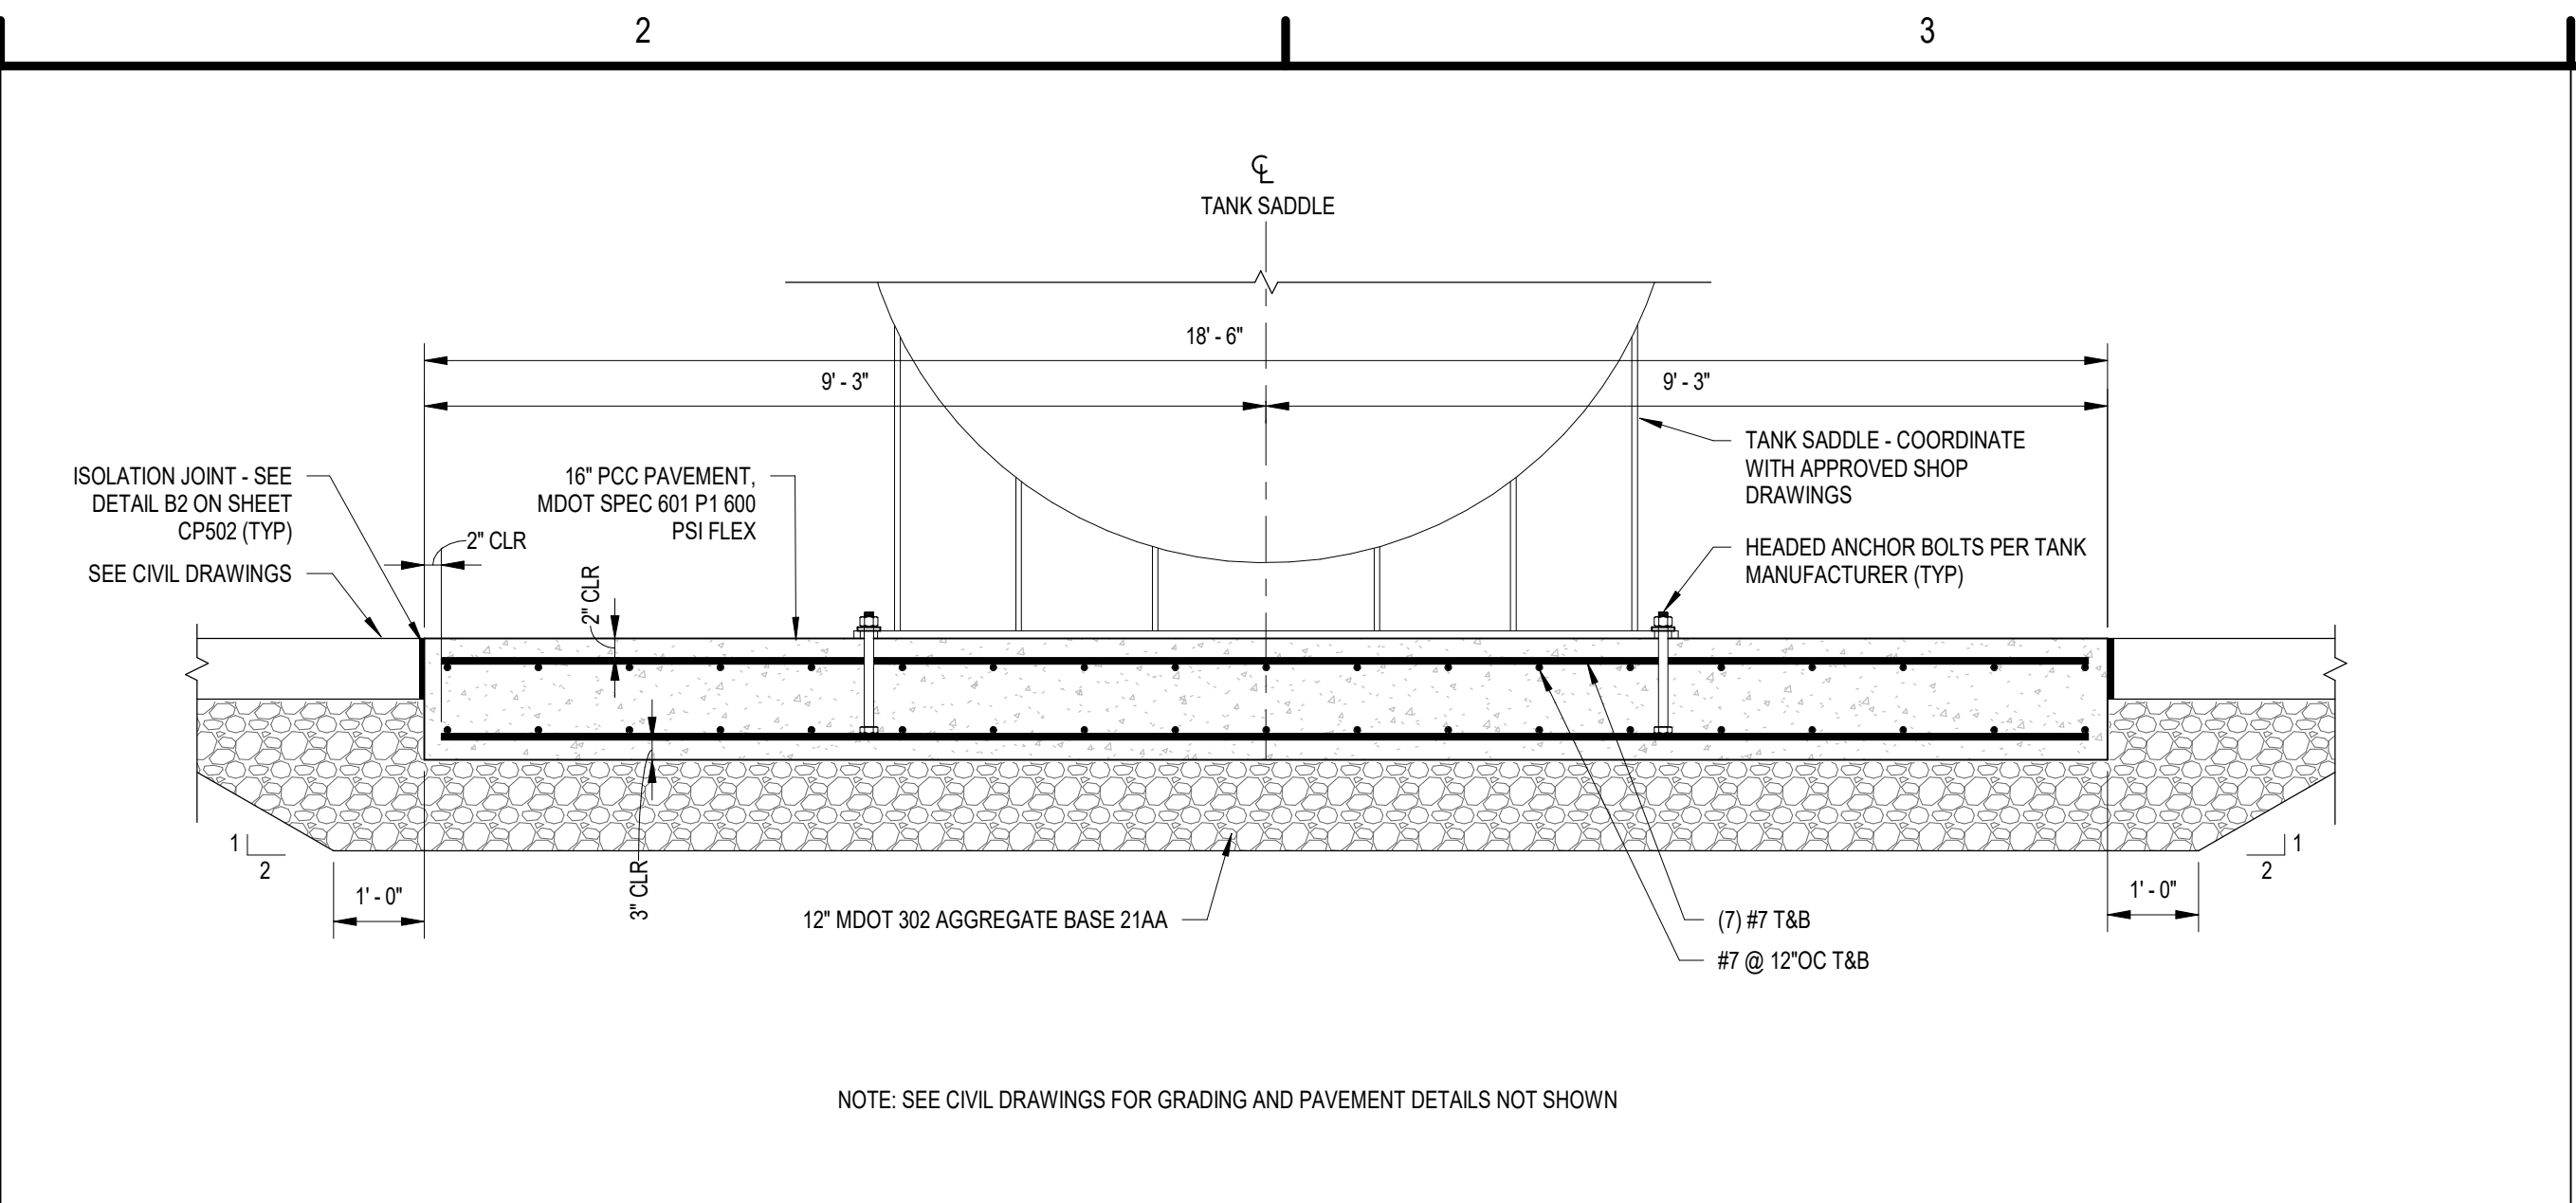 2
3
℄
TANK SADDLE
18' - 6"
9' - 3"
9' - 3"
ISOLATION JOINT - SEE
DETAIL B2 ON SHEET
CP502 (TYP)
SEE CIVIL DRAWINGS
2" CLR
16" PCC PAVEMENT,
MDOT SPEC 601 P1 600
PSI FLEX
2" CLR
TANK SADDLE - COORDINATE
WITH APPROVED SHOP
DRAWINGS
HEADED ANCHOR BOLTS PER TANK
MANUFACTURER (TYP)
1
2
1' - 0"
3" CLR
12" MDOT 302 AGGREGATE BASE 21AA
(7) #7 T&B
#7 @ 12"OC T&B
1
2
1' - 0"
NOTE: SEE CIVIL DRAWINGS FOR GRADING AND PAVEMENT DETAILS NOT SHOWN